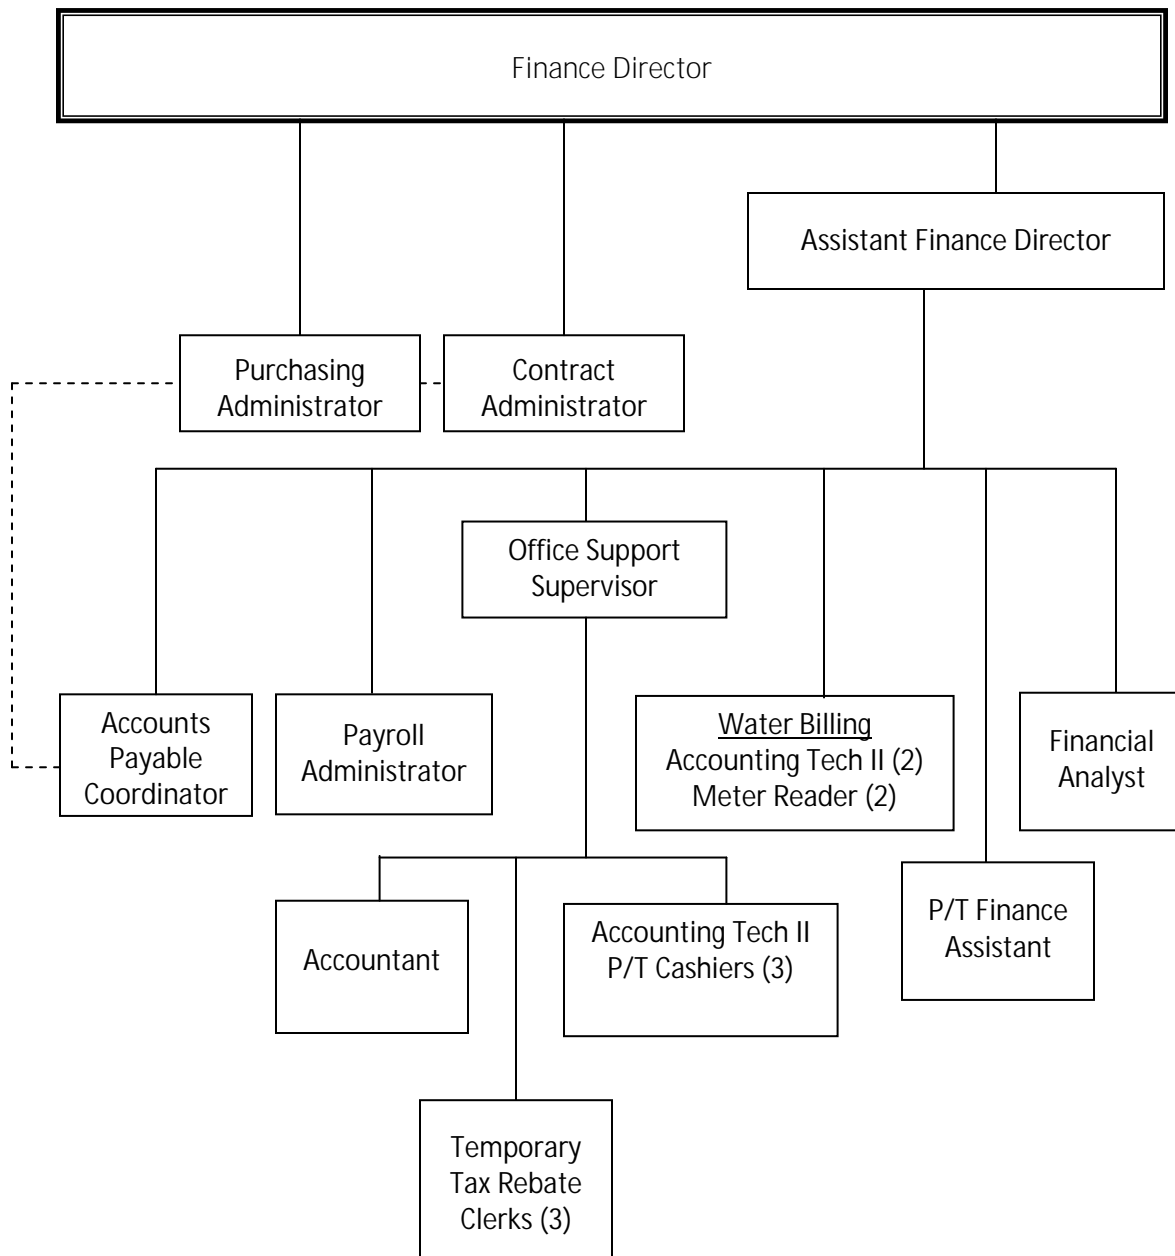 Finance Director
Assistant Finance Director
Purchasing
Administrator
Contract
Administrator
Office Support
Supervisor
Accounts
Payable
Coordinator
Payroll
Administrator
Water Billing
Accounting Tech II (2)
Meter Reader (2)
Financial
Analyst
Accountant
Accounting Tech II
P/T Cashiers (3)
P/T Finance
Assistant
Temporary
Tax Rebate
Clerks (3)